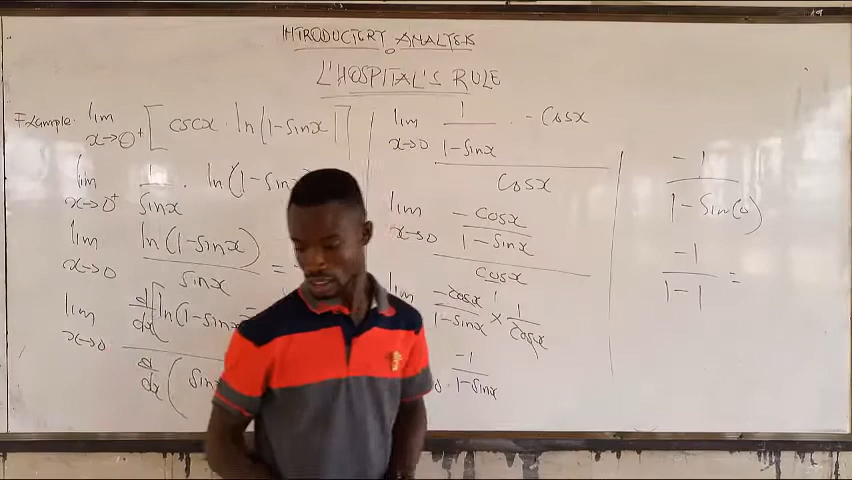 INTRODUCTORY ANALYSIS
L'HOSPITAL'S RULE
Example: lim x→0⁺ [cscx · ln(1-sinx)]
lim x→0⁺ 1/sinx · ln(1-sin
lim x→0 ln(1-sinx)/sinx =
lim x→0 d/dx(ln(1-sinx) / d/dx(sin
lim x→0 1/(1-sinx) · -cosx / cosx
lim x→0 -cosx/(1-sinx) / cosx
lim -cosx/(1-sinx) × 1/cosx
0 · -1/(1-sinx)
-1/(1-sin(0))
-1/(1-1) =